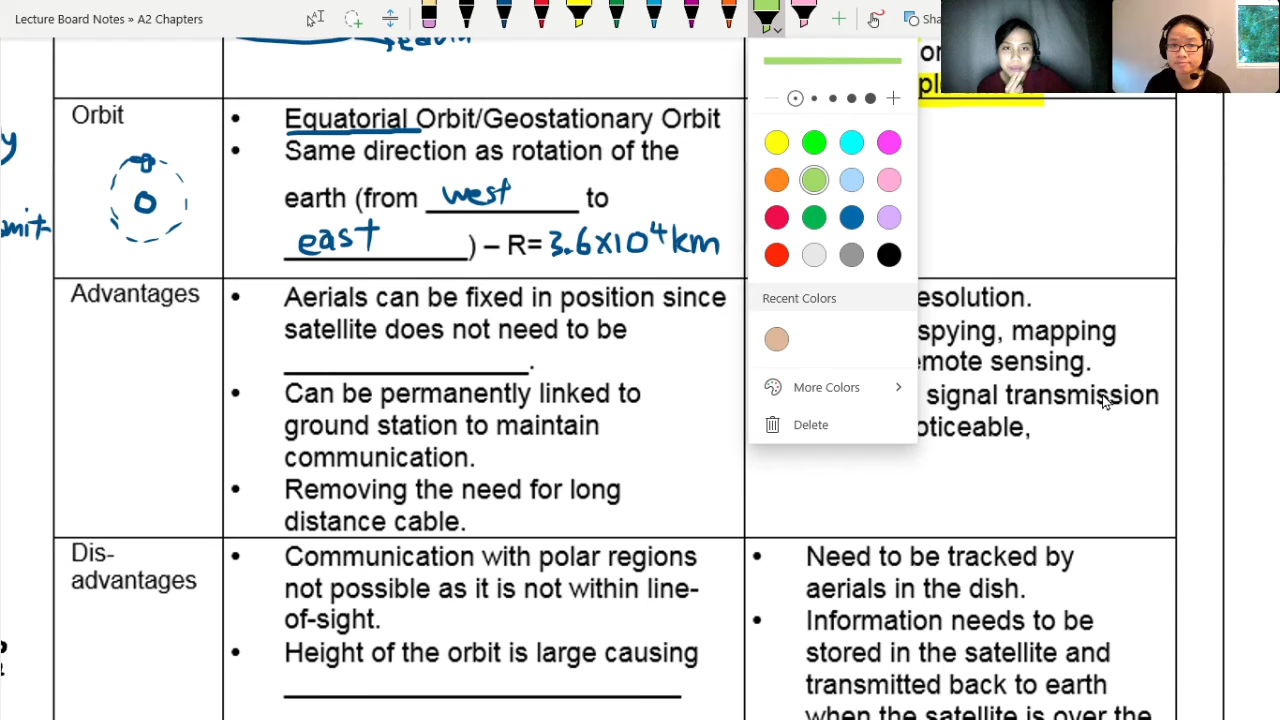 Lecture Board Notes » A2 Chapters
Sha
Orbit
Equatorial Orbit/Geostationary Orbit
Same direction as rotation of the
earth (from west to
east ) – R= 3.6x10⁴ km
Advantages
Aerials can be fixed in position since
satellite does not need to be
____________.
Can be permanently linked to
ground station to maintain
communication.
Removing the need for long
distance cable.
esolution.
spying, mapping
emote sensing.
signal transmission
oticeable,
Recent Colors
More Colors
Delete
Dis-
advantages
Communication with polar regions
not possible as it is not within line-
of-sight.
Height of the orbit is large causing
Need to be tracked by
aerials in the dish.
Information needs to be
stored in the satellite and
transmitted back to earth
when the satellite is over the